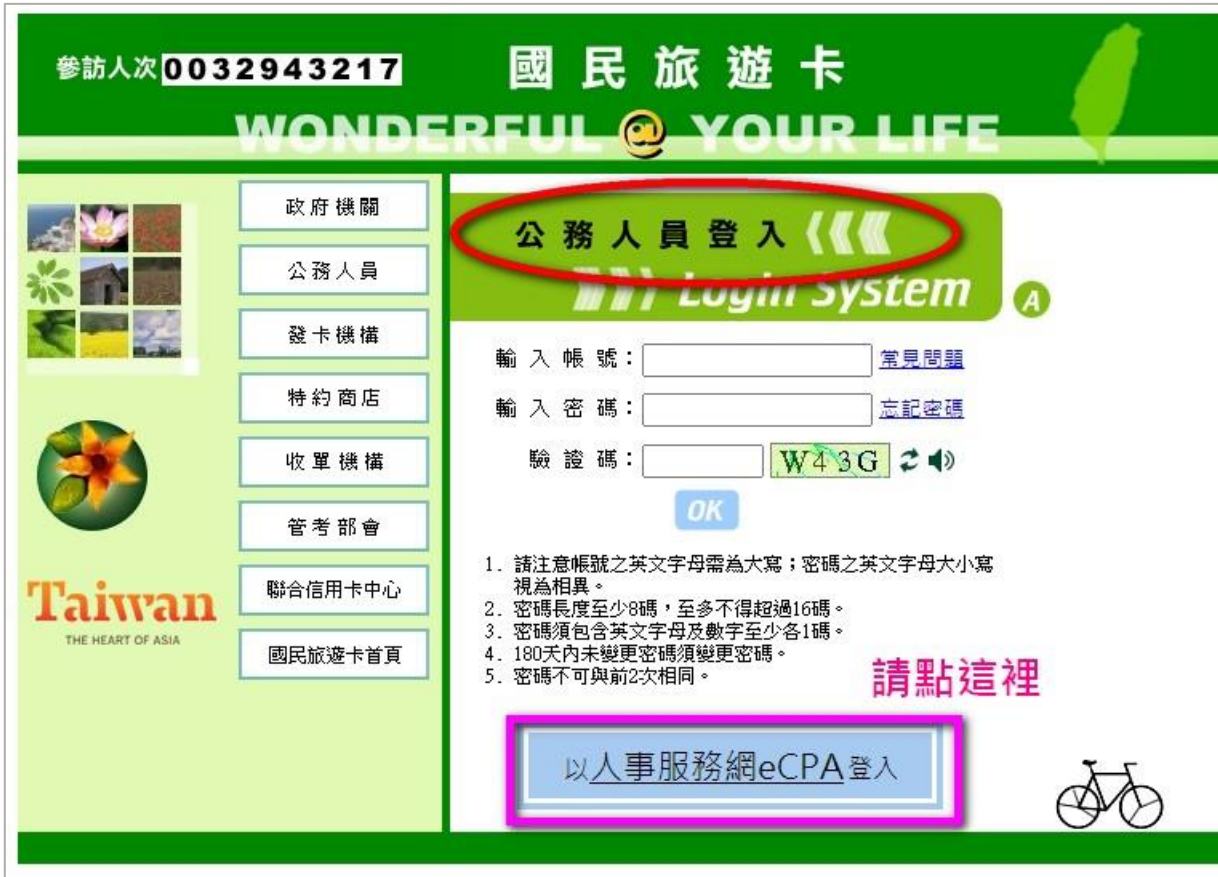 參訪人次 0032943217
國民旅遊卡
WONDERFUL @ YOUR LIFE
政府機關
公務人員
發卡機構
特約商店
收單機構
管考部會
聯合信用卡中心
國民旅遊卡首頁
Taiwan
THE HEART OF ASIA
公務人員登入
Login System
A
輸入帳號：
常見問題
輸入密碼：
忘記密碼
驗證碼：
W43G
OK
1. 請注意帳號之英文字母需為大寫；密碼之英文字母大小寫
視為相異。
2. 密碼長度至少8碼，至多不得超過16碼。
3. 密碼須包含英文字母及數字至少各1碼。
4. 180天內未變更密碼須變更密碼。
5. 密碼不可與前2次相同。
請點這裡
以人事服務網eCPA登入